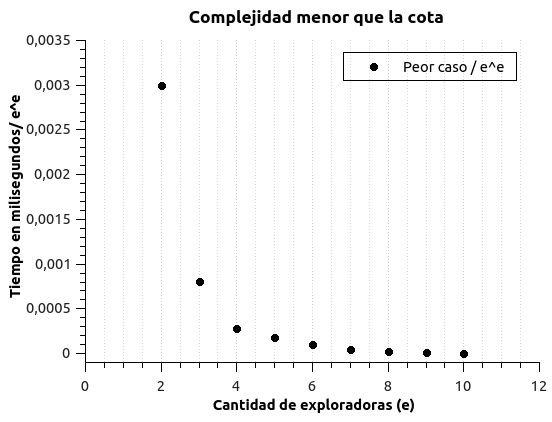 Complejidad menor que la cota
0,0035
Peor caso / e^e
0,003
0,0025
0,002
0,0015
0,001
0,0005
0
Tiempo en milisegundos/ e^e
0 2 4 6 8 10 12
Cantidad de exploradoras (e)